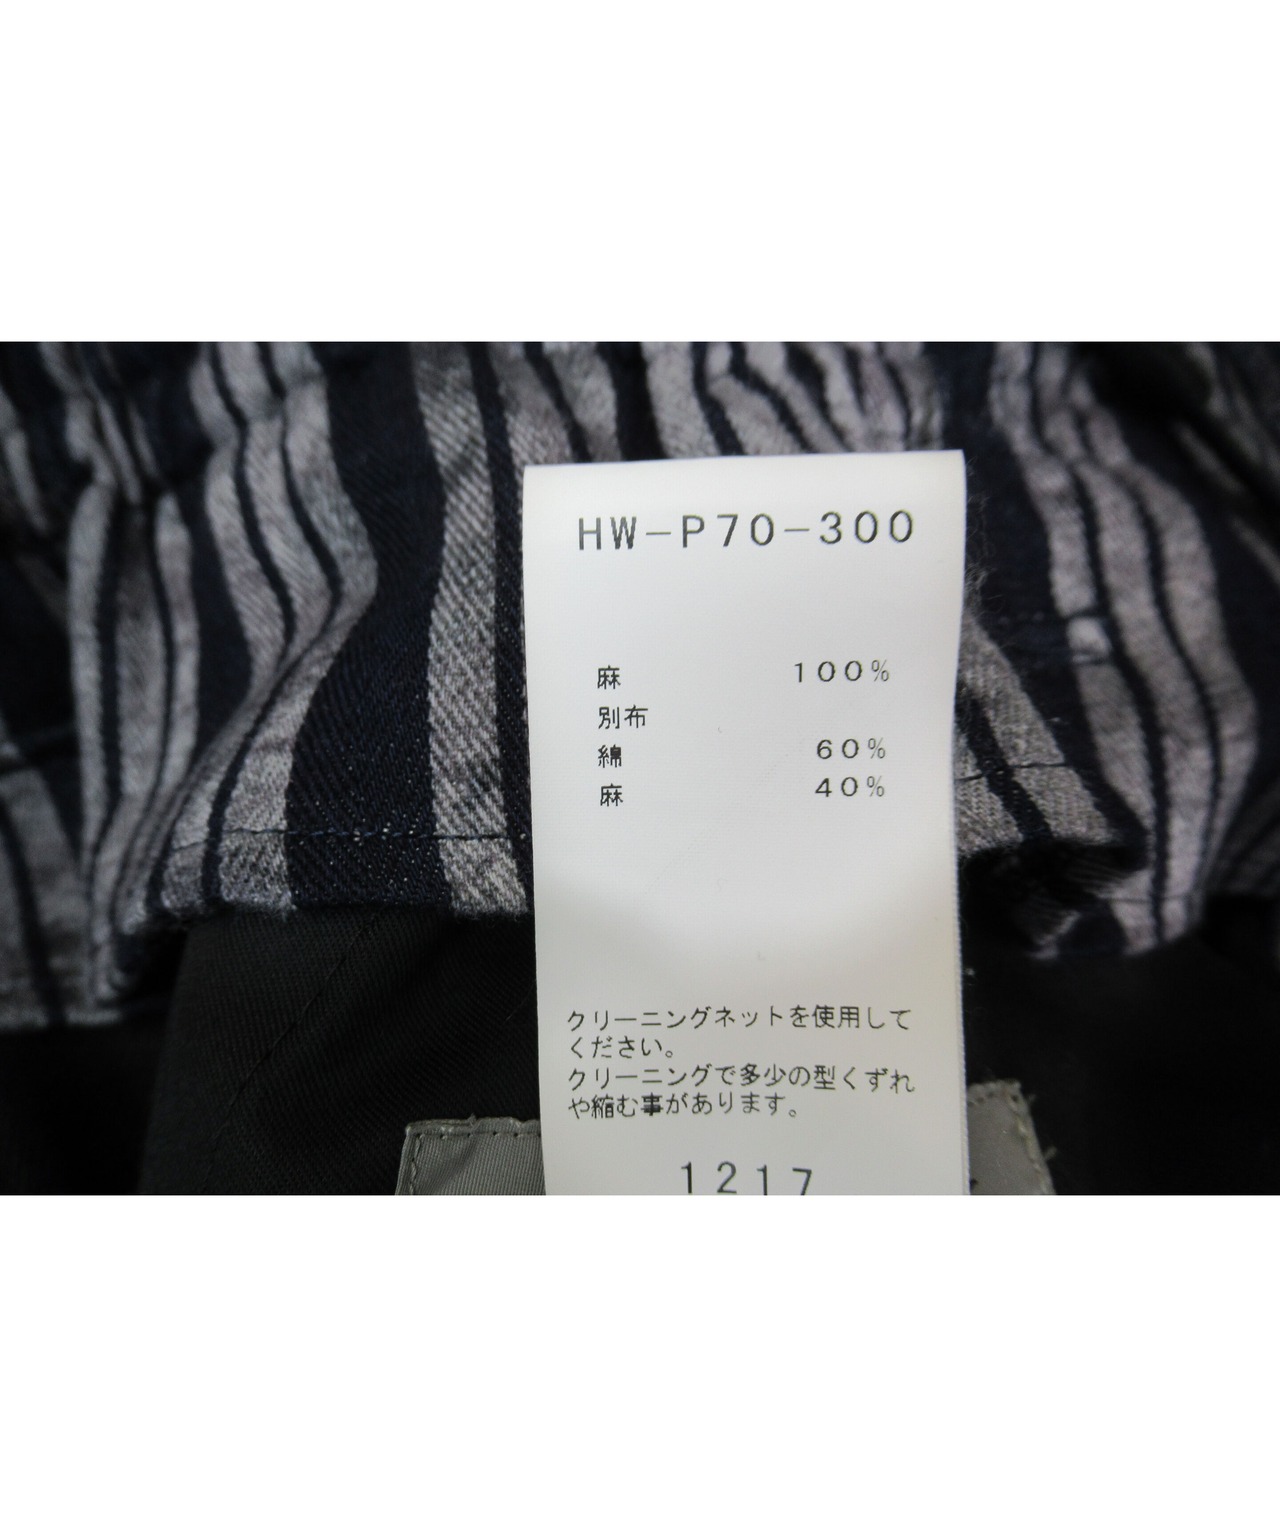 HW-P70-300
麻 100%
別布
綿 60%
麻 40%
クリーニングネットを使用して
ください。
クリーニングで多少の型くずれ
や縮む事があります。
1217